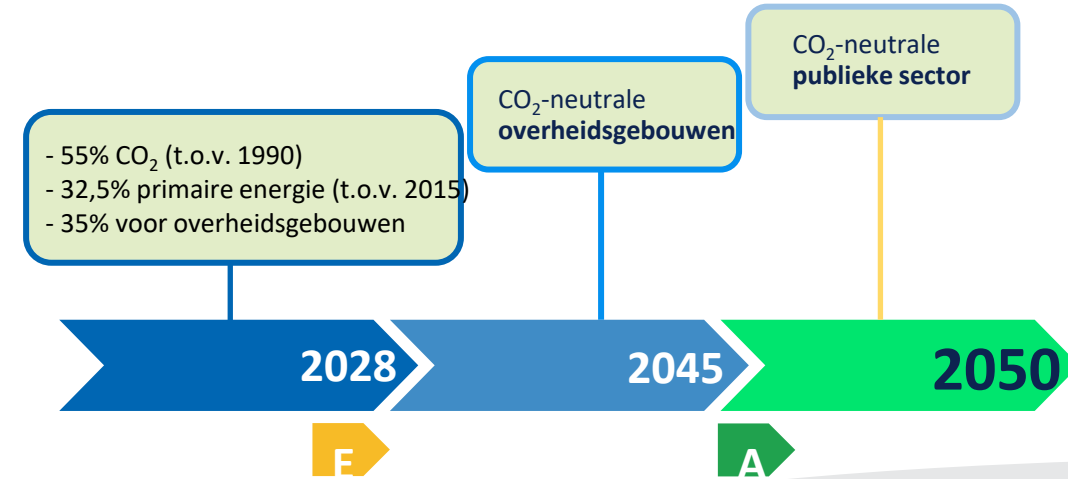 CO₂-neutrale
publieke sector
CO₂-neutrale
overheidsgebouwen
- 55% CO₂ (t.o.v. 1990)
- 32,5% primaire energie (t.o.v. 2015)
- 35% voor overheidsgebouwen
2028
2045
2050
A